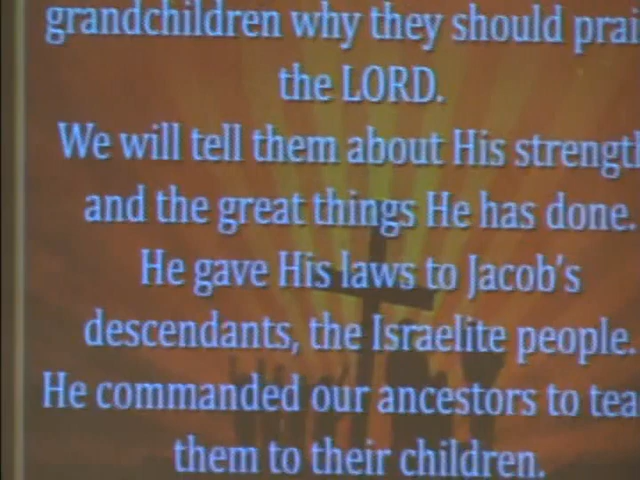 grandchildren why they should prai
the LORD.
We will tell them about His strengt
and the great things He has done.
He gave His laws to Jacob's
descendants, the Israelite people.
He commanded our ancestors to tea
them to their children.